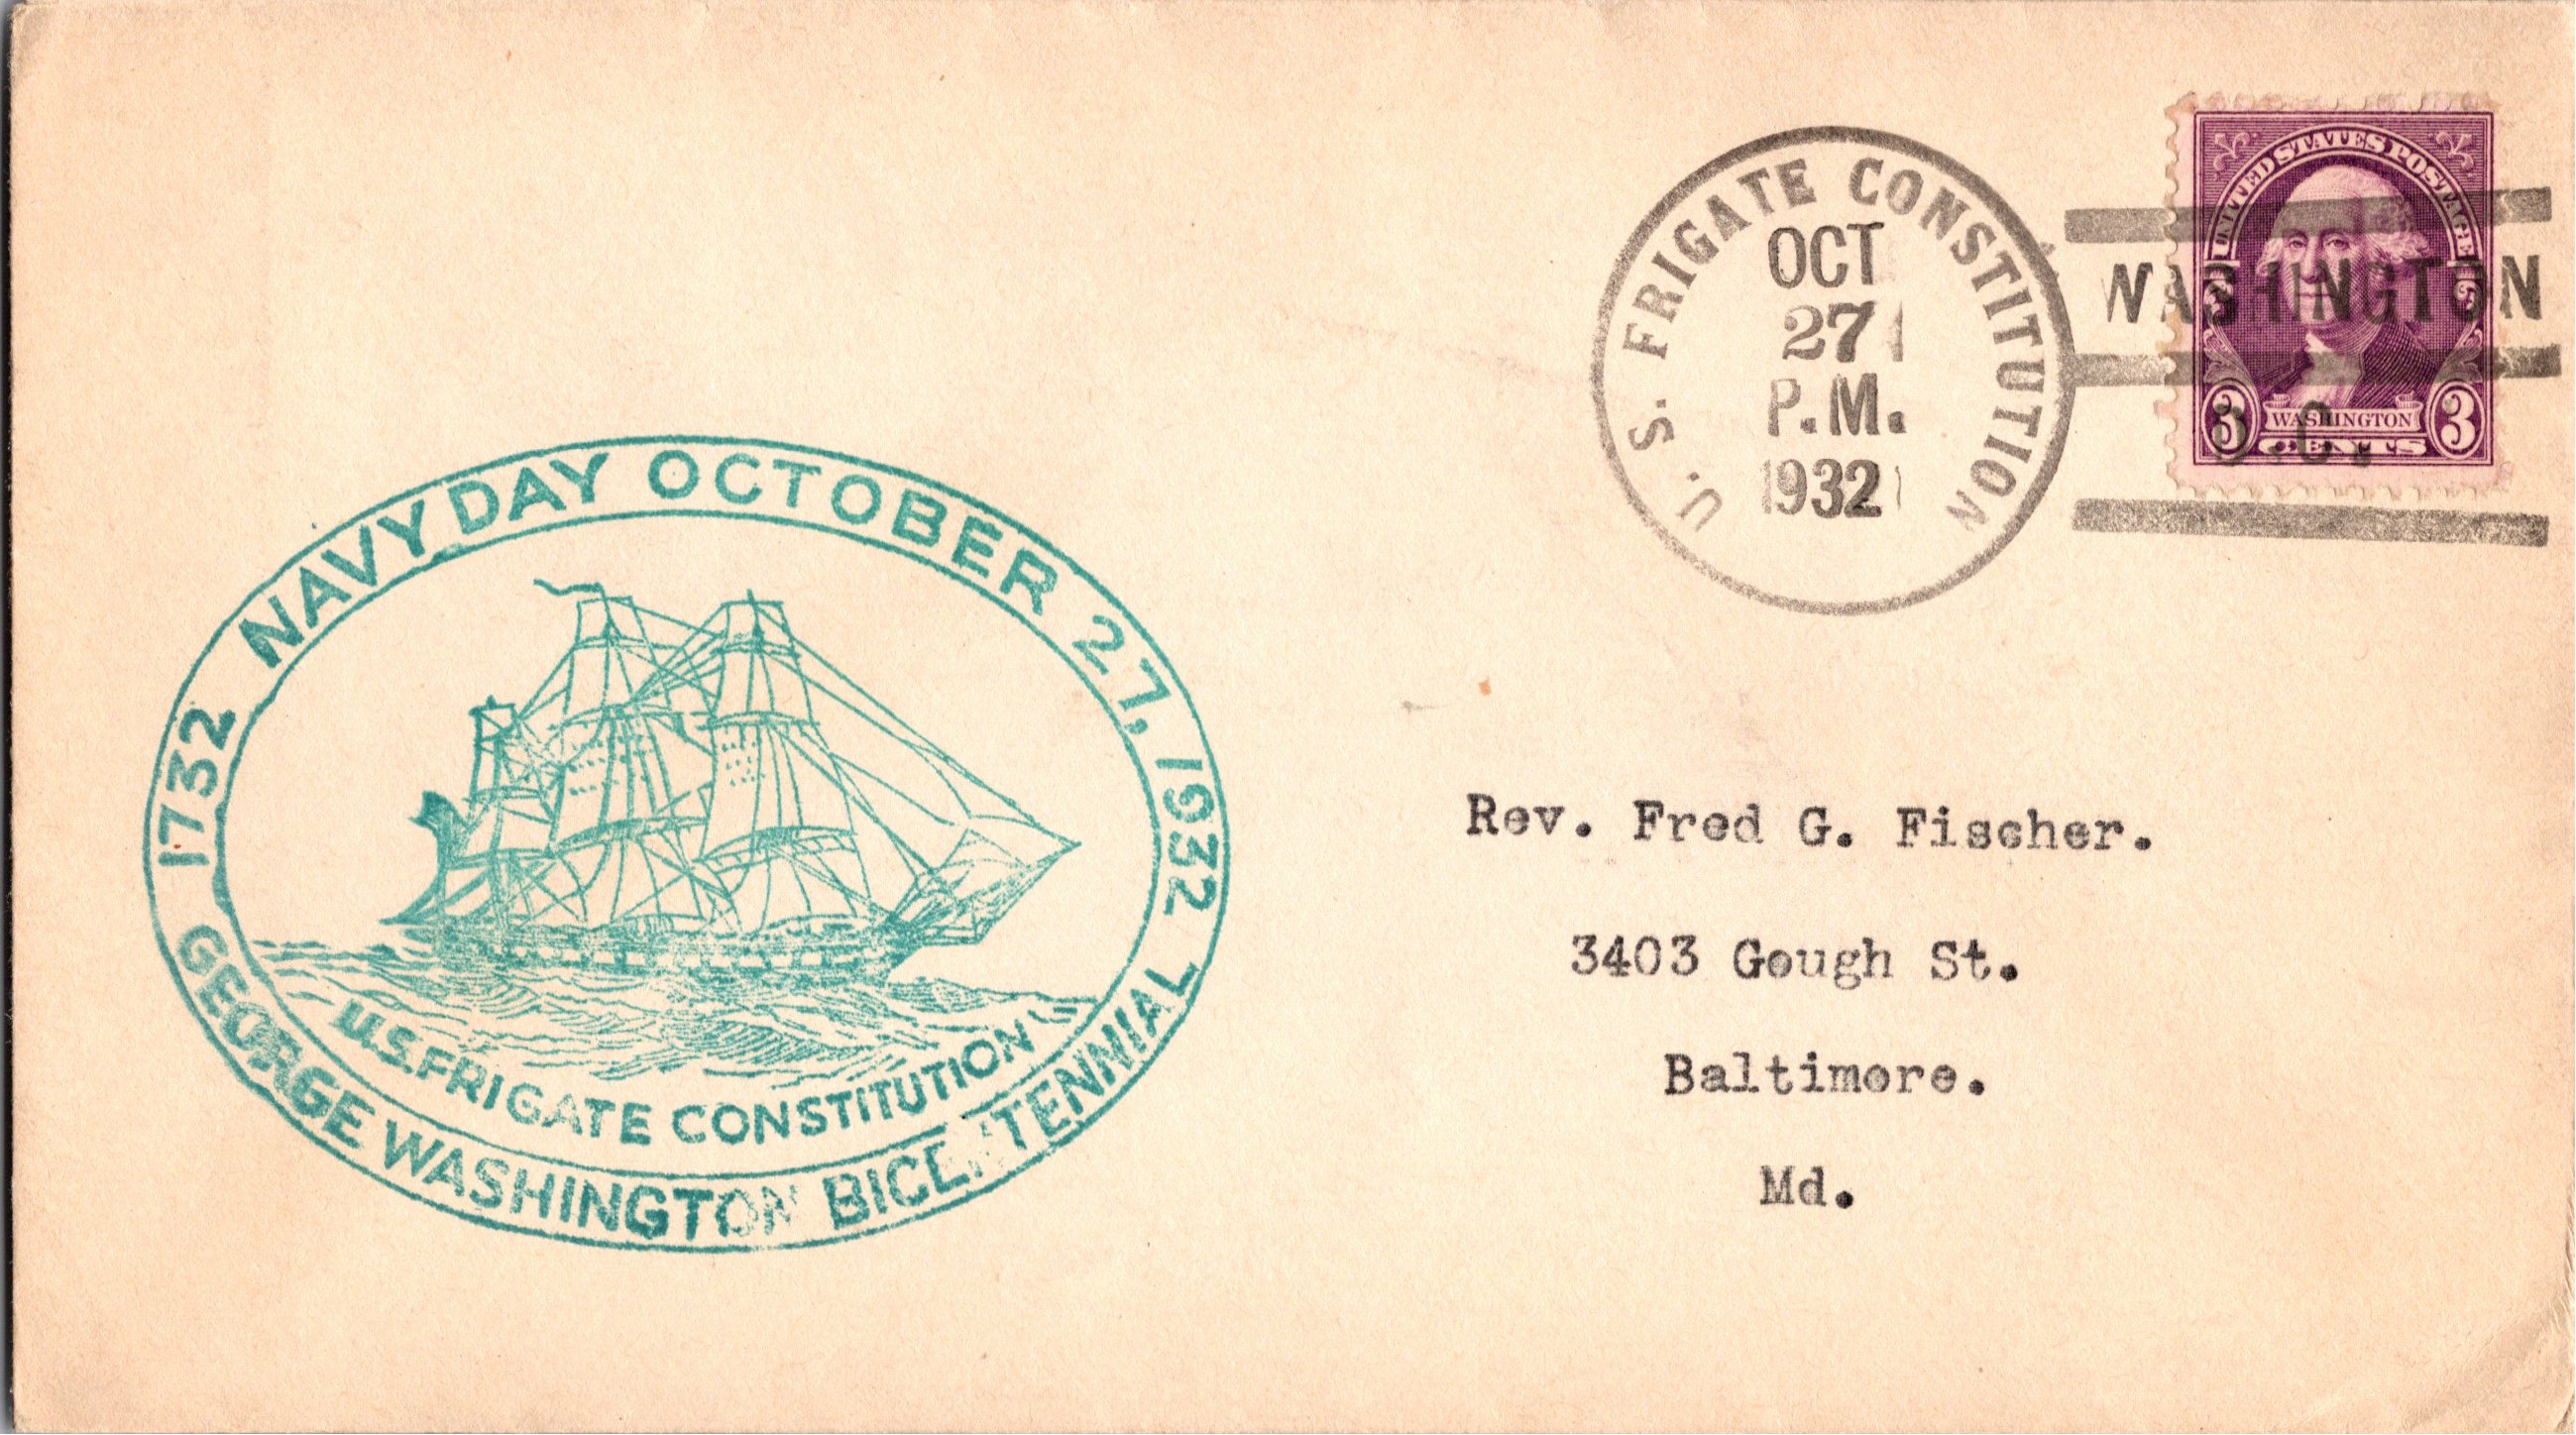 1732 NAVY DAY OCTOBER 27, 1932
U.S. FRIGATE CONSTITUTION
GEORGE WASHINGTON BICENTENNIAL
U. S. FRIGATE CONSTITUTION
OCT
27
P.M.
1932
WASHINGTON
D.C.
UNITED STATES POSTAGE
3 WASHINGTON 3
CENTS
Rev. Fred G. Fischer.
3403 Gough St.
Baltimore.
Md.